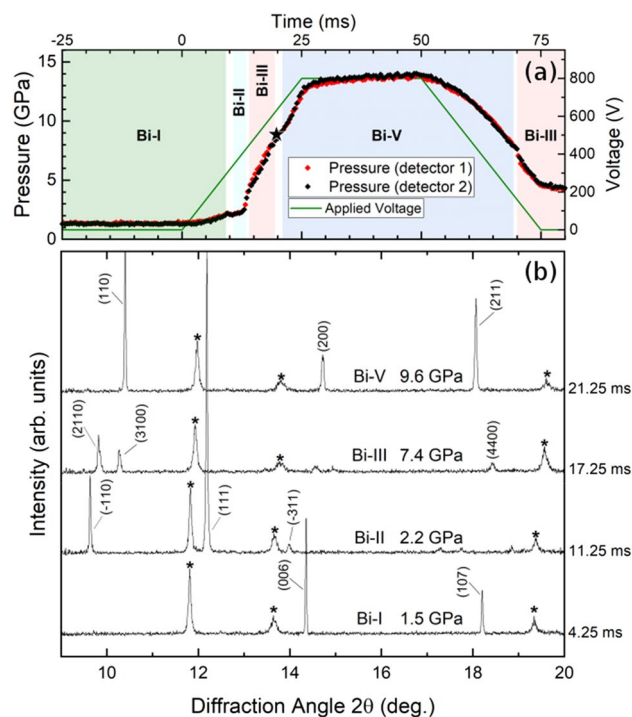 Time (ms)
-25 0 25 50 75
15
10
5
0
Pressure (GPa)
Bi-I
Bi-II
Bi-III
Bi-V
Bi-III
(a)
★
Pressure (detector 1)
Pressure (detector 2)
Applied Voltage
800
600
400
200
0
Voltage (V)
(b)
Intensity (arb. units)
(110)
*
*
(200)
(211)
*
Bi-V 9.6 GPa
21.25 ms
(2110)
(3100)
*
*
(4400)
*
Bi-III 7.4 GPa
17.25 ms
(-110)
*
(111)
*
(-311)
*
Bi-II 2.2 GPa
11.25 ms
*
*
(006)
(107)
*
Bi-I 1.5 GPa
4.25 ms
10 12 14 16 18 20
Diffraction Angle 2θ (deg.)